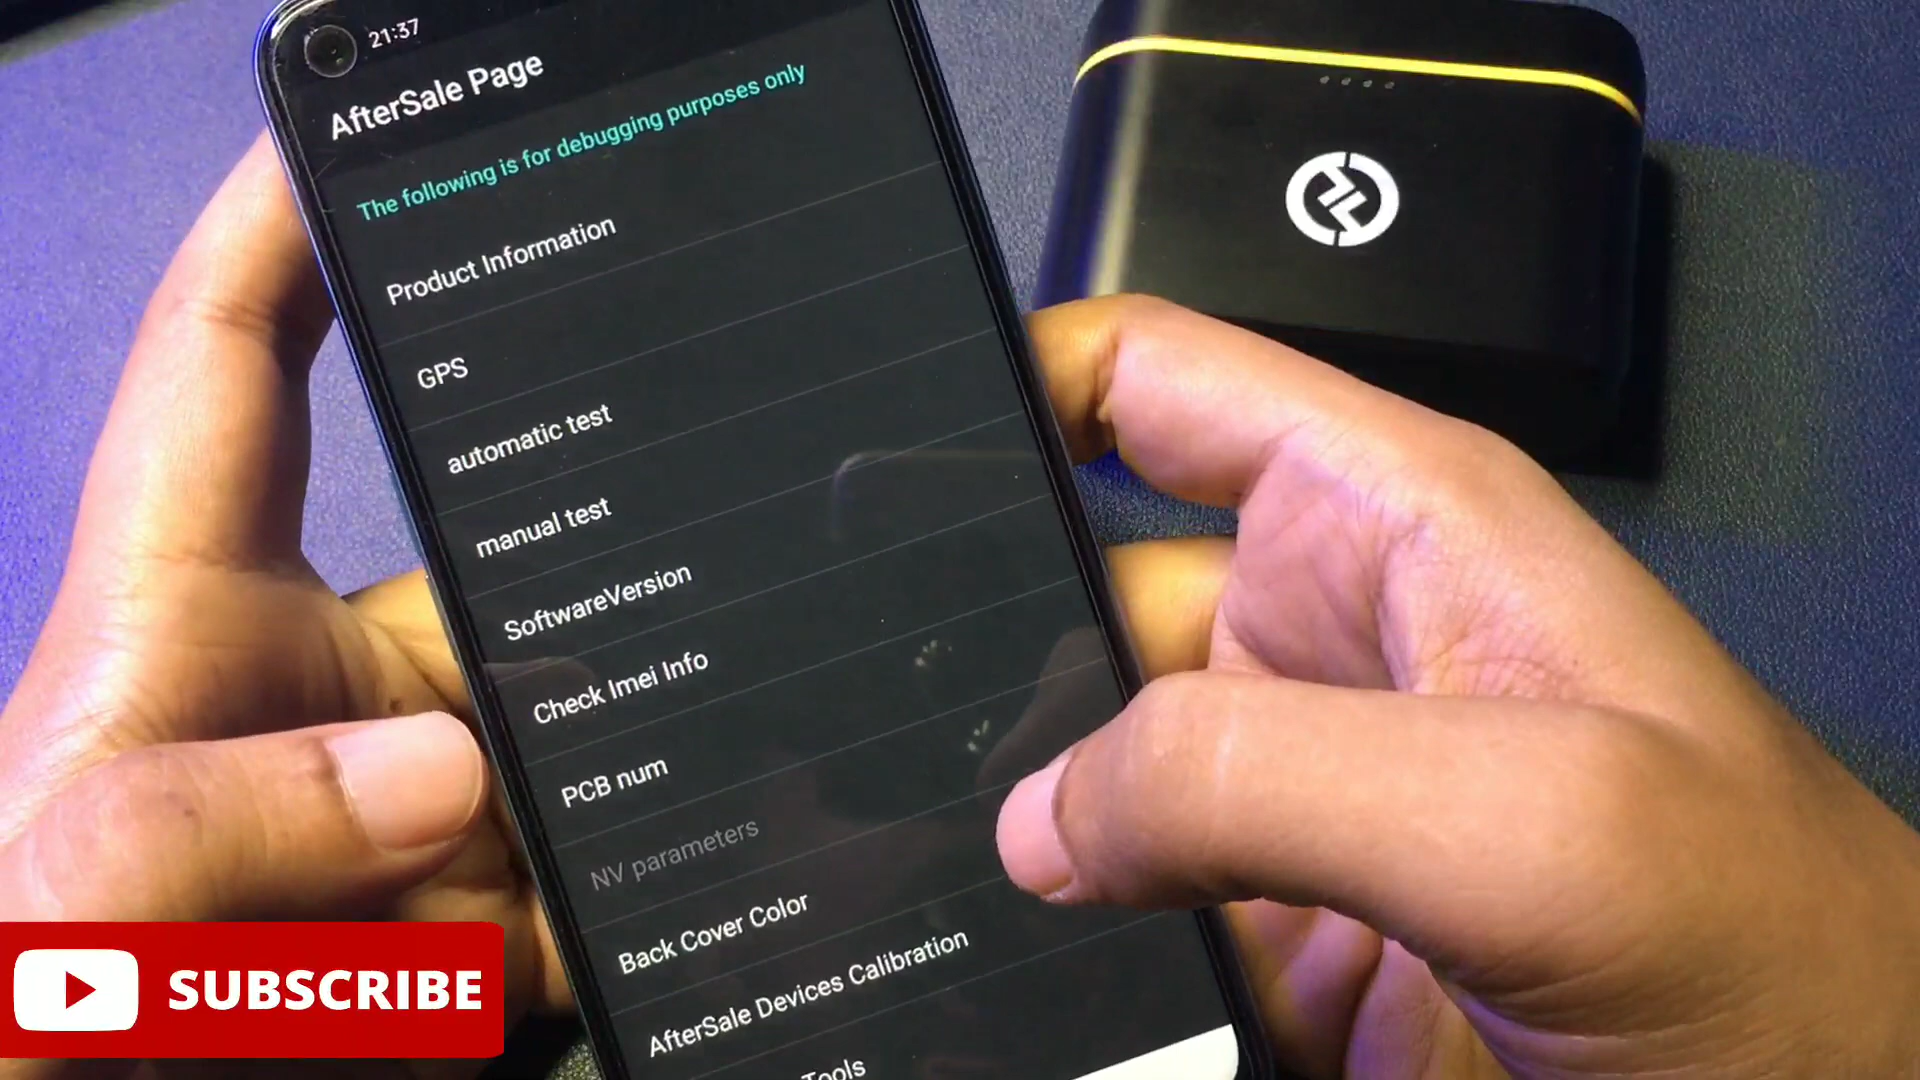 21:37
AfterSale Page
The following is for debugging purposes only
Product Information
GPS
automatic test
manual test
SoftwareVersion
Check Imei Info
PCB num
NV parameters
Back Cover Color
AfterSale Devices Calibration
Tools
SUBSCRIBE